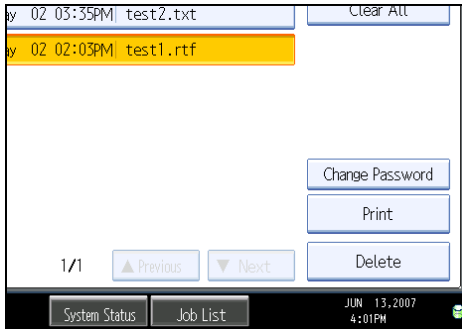 ay 02 03:35PM test2.txt
Clear All
ay 02 02:03PM test1.rtf
Change Password
Print
1/1 ▲ Previous ▼ Next
Delete
System Status Job List
JUN 13,2007
4:01PM